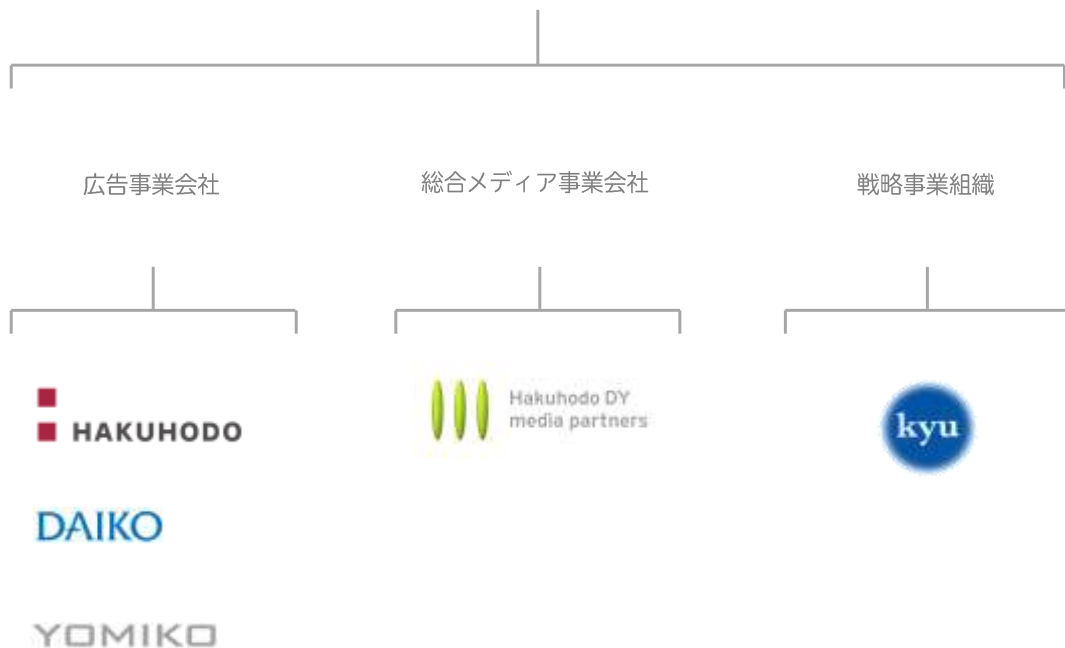 広告事業会社
総合メディア事業会社
戦略事業組織
HAKUHODO
DAIKO
YOMIKO
Hakuhodo DY
media partners
kyu